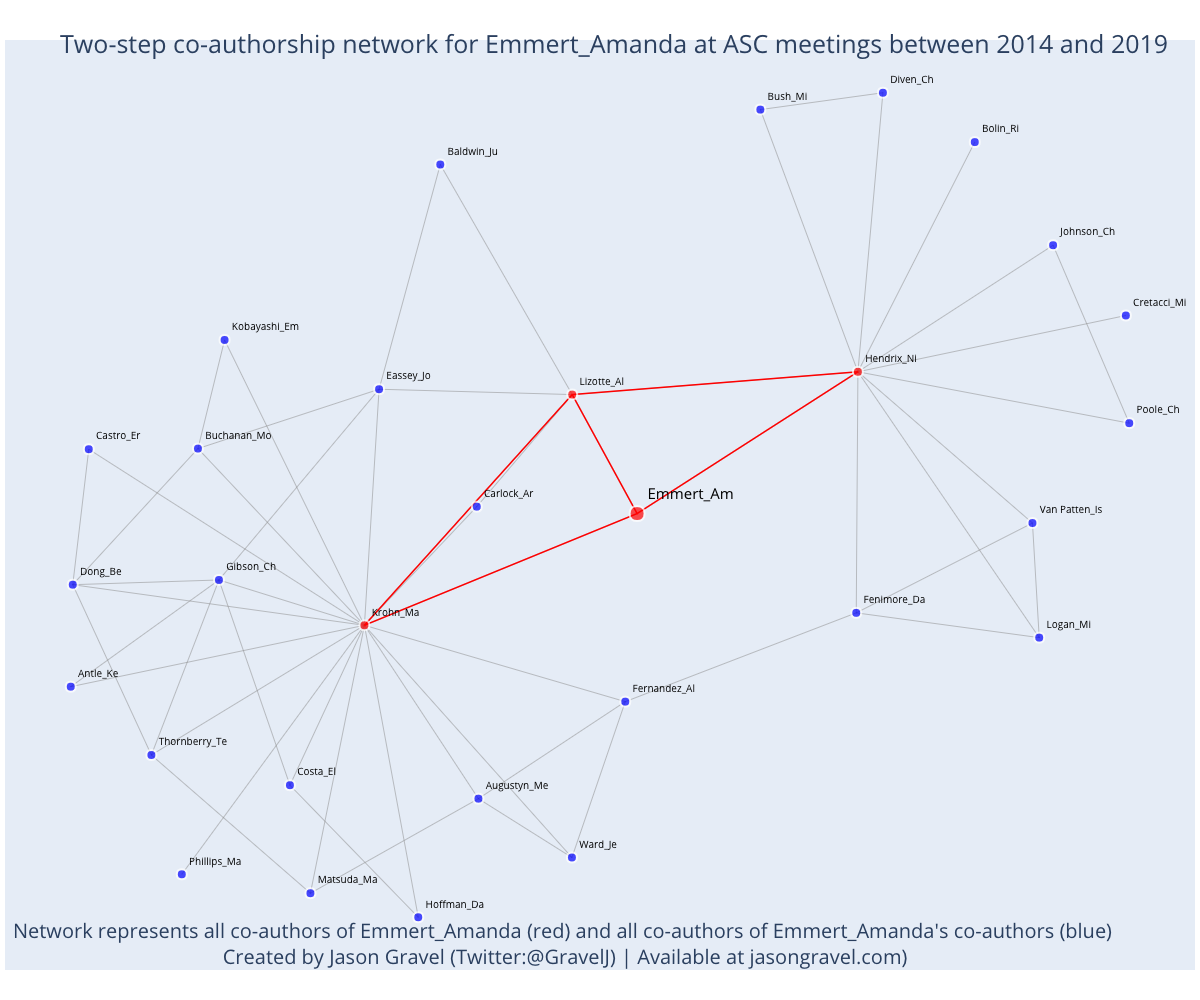 Two-step co-authorship network for Emmert_Amanda at ASC meetings between 2014 and 2019
Diven_Ch
Bush_Mi
Bolin_Ri
Baldwin_Ju
Johnson_Ch
Cretacci_Mi
Kobayashi_Em
Hendrix_Ni
Eassey_Jo
Lizotte_Al
Poole_Ch
Castro_Er
Buchanan_Mo
Carlock_Ar
Emmert_Am
Van Patten_Is
Gibson_Ch
Dong_Be
Fenimore_Da
Krohn_Ma
Logan_Mi
Antle_Ke
Fernandez_Al
Thornberry_Te
Costa_El
Augustyn_Me
Ward_Je
Phillips_Ma
Matsuda_Ma
Hoffman_Da
Network represents all co-authors of Emmert_Amanda (red) and all co-authors of Emmert_Amanda's co-authors (blue)
Created by Jason Gravel (Twitter:@GravelJ) | Available at jasongravel.com)